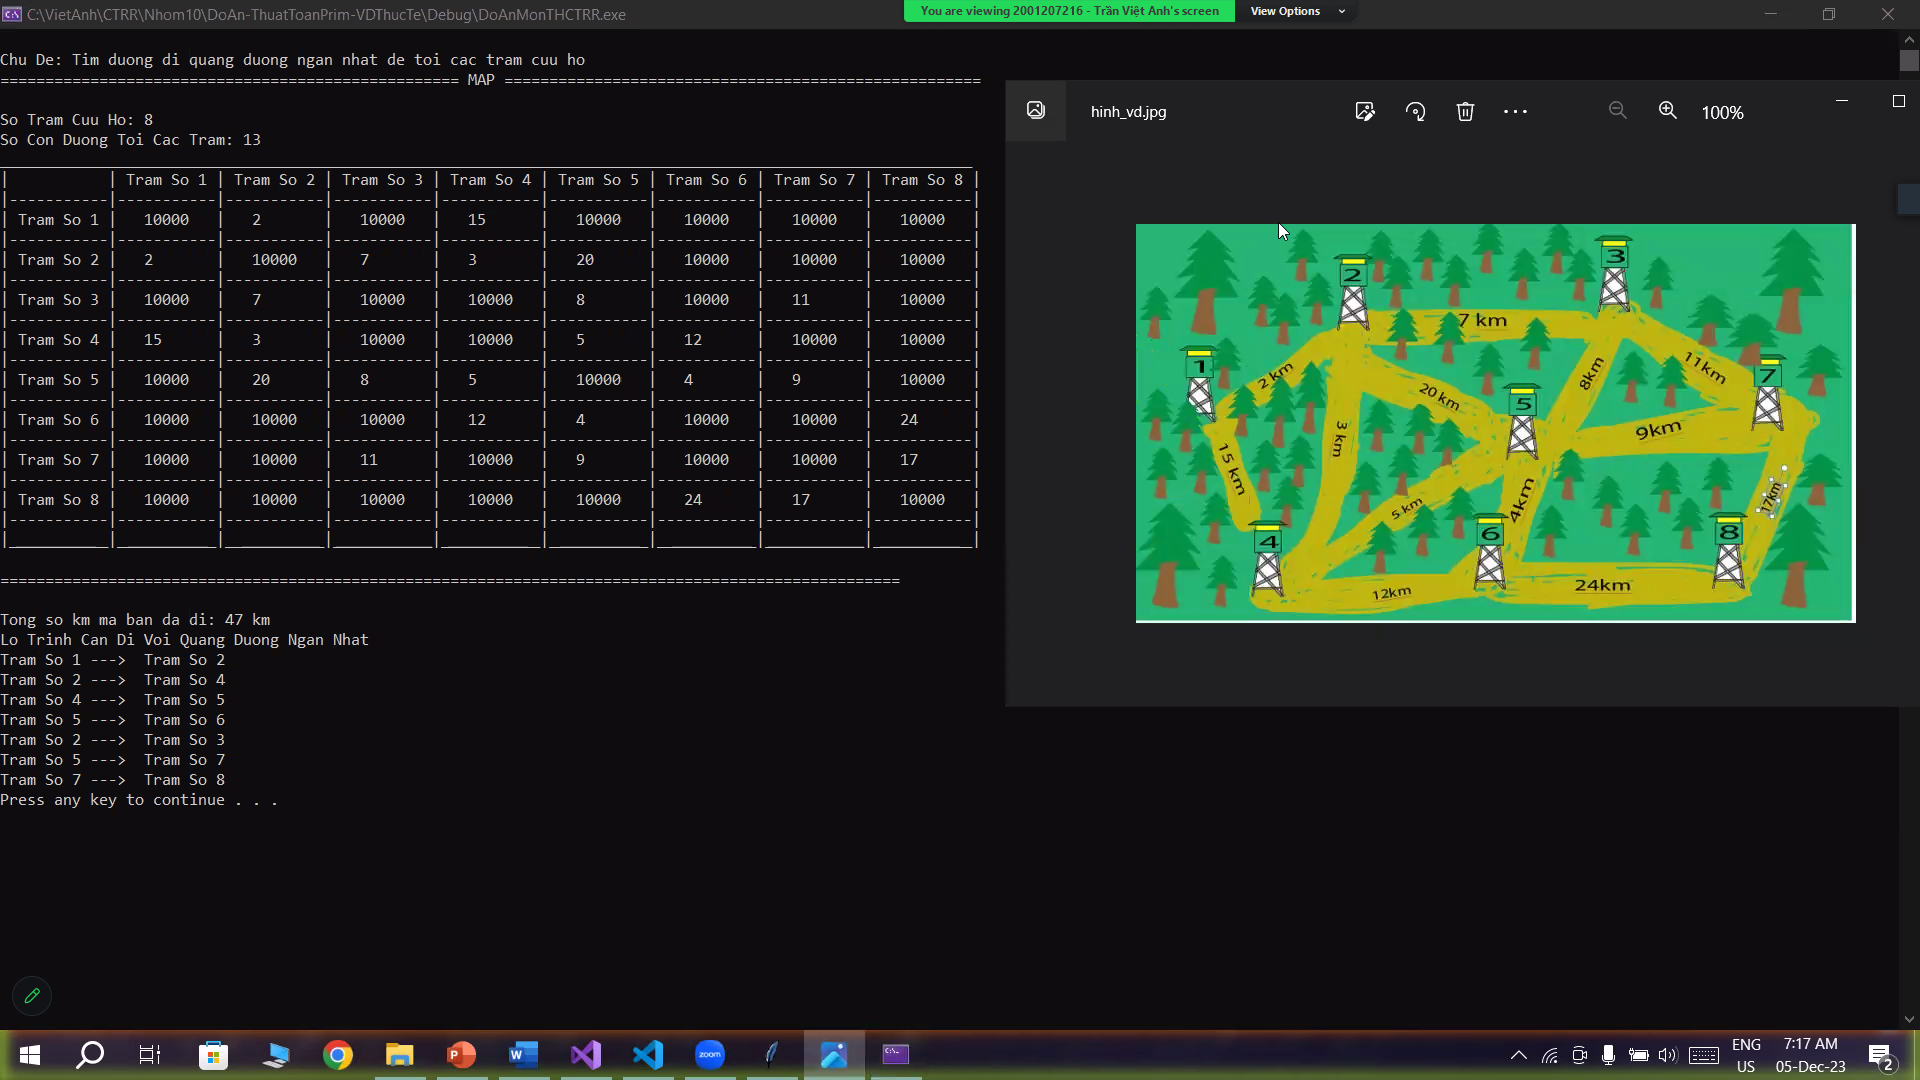 C:\VietAnh\CTRR\Nhom10\DoAn-ThuatToanPrim-VDThucTe\Debug\DoAnMonTHCTRR.exe
You are viewing 2001207216 - Trần Việt Anh's screen
View Options
Chu De: Tim duong di quang duong ngan nhat de toi cac tram cuu ho
MAP
So Tram Cuu Ho: 8
So Con Duong Toi Cac Tram: 13
| | Tram So 1 | Tram So 2 | Tram So 3 | Tram So 4 | Tram So 5 | Tram So 6 | Tram So 7 | Tram So 8 |
| Tram So 1 | 10000 | 2 | 10000 | 15 | 10000 | 10000 | 10000 | 10000 |
| Tram So 2 | 2 | 10000 | 7 | 3 | 20 | 10000 | 10000 | 10000 |
| Tram So 3 | 10000 | 7 | 10000 | 10000 | 8 | 10000 | 11 | 10000 |
| Tram So 4 | 15 | 3 | 10000 | 10000 | 5 | 12 | 10000 | 10000 |
| Tram So 5 | 10000 | 20 | 8 | 5 | 10000 | 4 | 9 | 10000 |
| Tram So 6 | 10000 | 10000 | 10000 | 12 | 4 | 10000 | 10000 | 24 |
| Tram So 7 | 10000 | 10000 | 11 | 10000 | 9 | 10000 | 10000 | 17 |
| Tram So 8 | 10000 | 10000 | 10000 | 10000 | 10000 | 24 | 17 | 10000 |
Tong so km ma ban da di: 47 km
Lo Trinh Can Di Voi Quang Duong Ngan Nhat
Tram So 1 ---> Tram So 2
Tram So 2 ---> Tram So 4
Tram So 4 ---> Tram So 5
Tram So 5 ---> Tram So 6
Tram So 2 ---> Tram So 3
Tram So 5 ---> Tram So 7
Tram So 7 ---> Tram So 8
Press any key to continue . . .
hinh_vd.jpg
100%
3
2
7 km
1
2 km
11km
8km
7
20 km
5
3 km
9km
15 km
17km
4km
5 km
4
6
8
12km
24km
zoom
ENG
US
7:17 AM
05-Dec-23
2